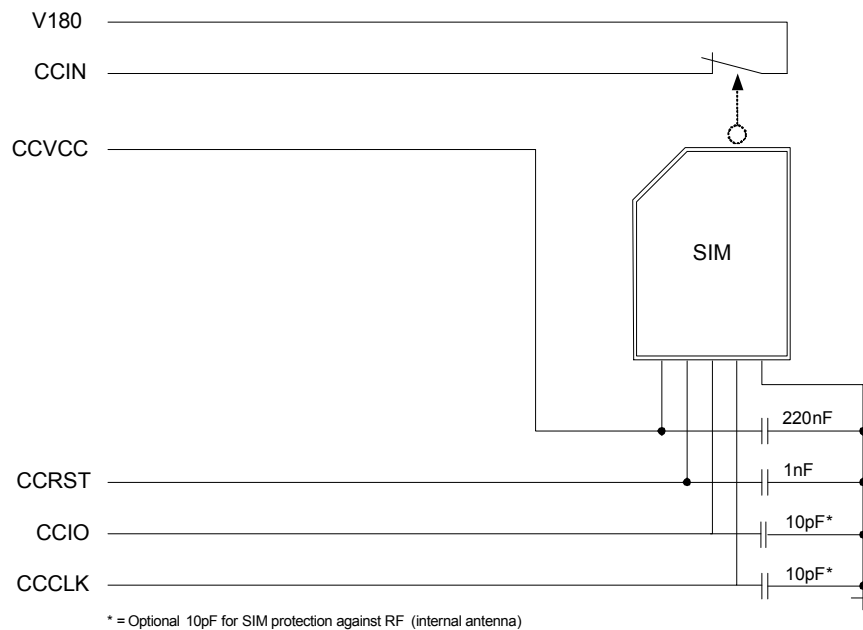 V180
CCIN
CCVCC
SIM
220nF
CCRST
1nF
CCIO
10pF*
CCCLK
10pF*
* = Optional 10pF for SIM protection against RF (internal antenna)